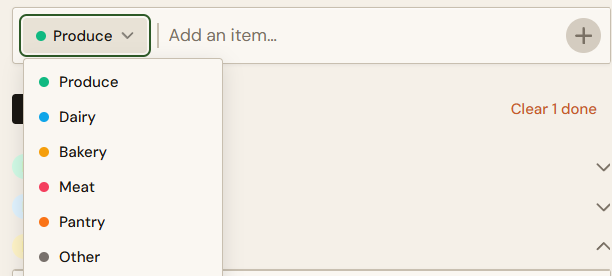 Produce
Add an item...
Clear 1 done
Produce
Dairy
Bakery
Meat
Pantry
Other